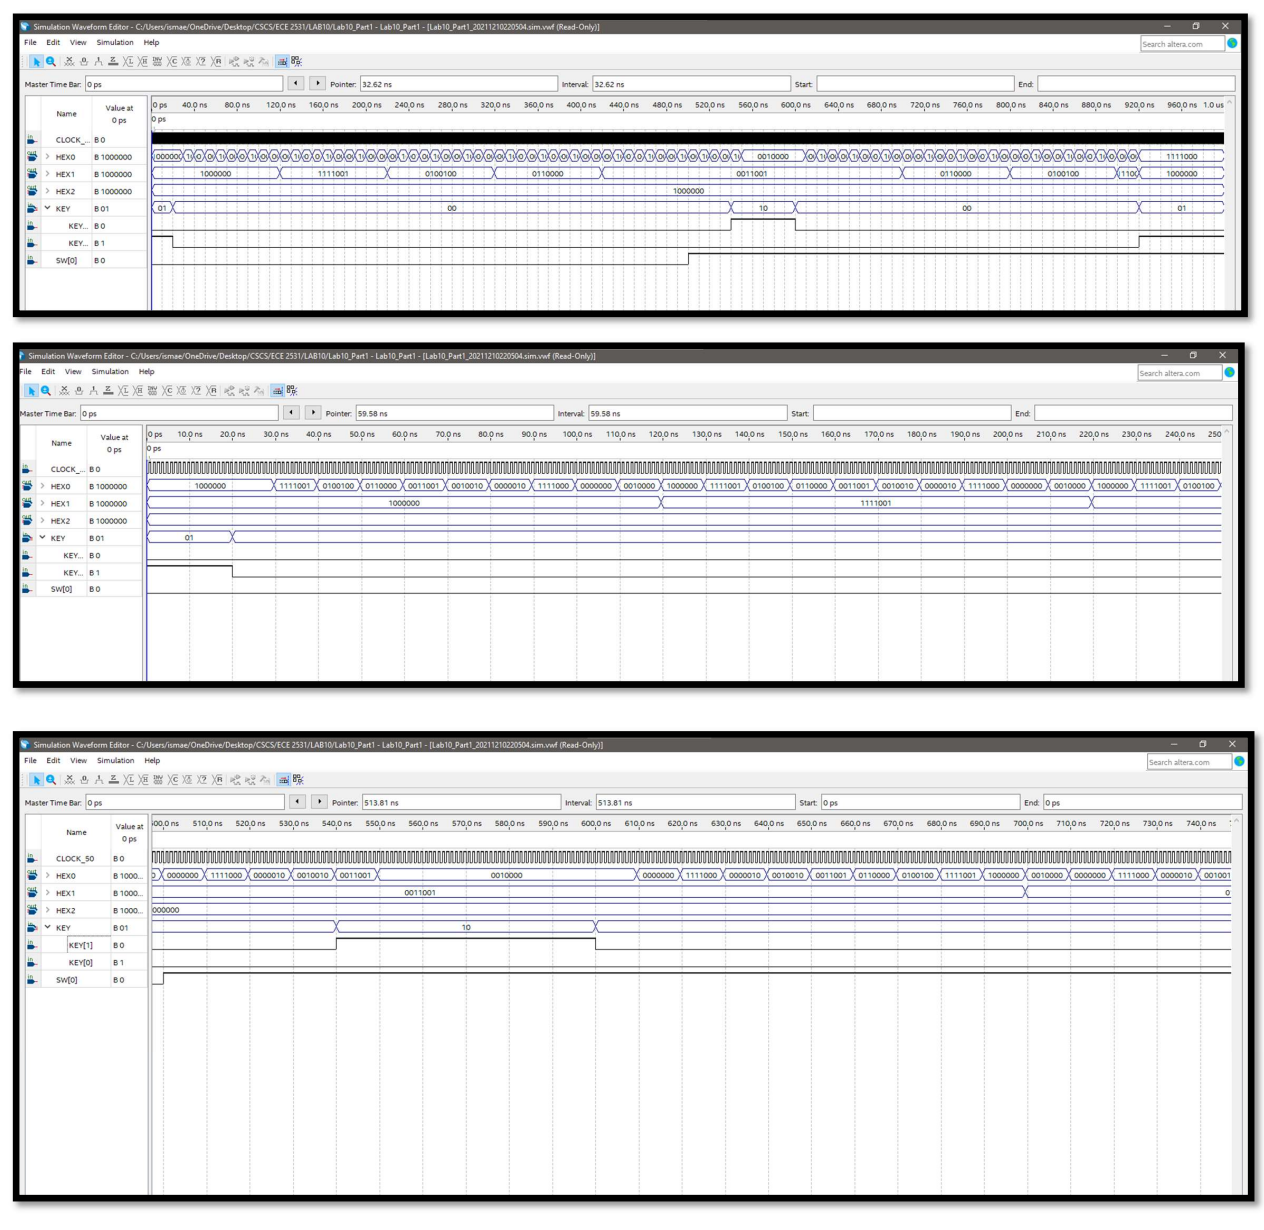 Simulation Waveform Editor - C:/Users/ismae/OneDrive/Desktop/CSCS/ECE 2531/LAB10/Lab10_Part1 - Lab10_Part1 - [Lab10_Part1_20211210220504.sim.vwf (Read-Only)]
File Edit View Simulation Help
Search altera.com
Master Time Bar: 0 ps Pointer: 32.62 ns Interval: 32.62 ns Start: End:
Name Value at 0 ps
0 ps 40.0 ns 80.0 ns 120.0 ns 160.0 ns 200.0 ns 240.0 ns 280.0 ns 320.0 ns 360.0 ns 400.0 ns 440.0 ns 480.0 ns 520.0 ns 560.0 ns 600.0 ns 640.0 ns 680.0 ns 720.0 ns 760.0 ns 800.0 ns 840.0 ns 880.0 ns 920.0 ns 960.0 ns 1.0 us
0 ps
CLOCK_... B 0
HEX0 B 1000000 0010000 1111000
HEX1 B 1000000 1000000 1111001 0100100 0110000 0011001 0110000 0100100 1000000
HEX2 B 1000000 1000000
KEY B 01 01 00 10 00 01
KEY... B 0
KEY... B 1
SW[0] B 0
Simulation Waveform Editor - C:/Users/ismae/OneDrive/Desktop/CSCS/ECE 2531/LAB10/Lab10_Part1 - Lab10_Part1 - [Lab10_Part1_20211210220504.sim.vwf (Read-Only)]
File Edit View Simulation Help
Search altera.com
Master Time Bar: 0 ps Pointer: 59.58 ns Interval: 59.58 ns Start: End:
Name Value at 0 ps
0 ps 10.0 ns 20.0 ns 30.0 ns 40.0 ns 50.0 ns 60.0 ns 70.0 ns 80.0 ns 90.0 ns 100.0 ns 110.0 ns 120.0 ns 130.0 ns 140.0 ns 150.0 ns 160.0 ns 170.0 ns 180.0 ns 190.0 ns 200.0 ns 210.0 ns 220.0 ns 230.0 ns 240.0 ns 250
0 ps
CLOCK_... B 0
HEX0 B 1000000 1000000 1111001 0100100 0110000 0011001 0010010 0000010 1111000 0000000 0010000 1000000 1111001 0100100 0110000 0011001 0010010 0000010 1111000 0000000 0010000 1000000 1111001 0100100
HEX1 B 1000000 1000000 1111001
HEX2 B 1000000
KEY B 01 01
KEY... B 0
KEY... B 1
SW[0] B 0
Simulation Waveform Editor - C:/Users/ismae/OneDrive/Desktop/CSCS/ECE 2531/LAB10/Lab10_Part1 - Lab10_Part1 - [Lab10_Part1_20211210220504.sim.vwf (Read-Only)]
File Edit View Simulation Help
Search altera.com
Master Time Bar: 0 ps Pointer: 513.81 ns Interval: 513.81 ns Start: 0 ps End: 0 ps
Name Value at 0 ps
510.0 ns 520.0 ns 530.0 ns 540.0 ns 550.0 ns 560.0 ns 570.0 ns 580.0 ns 590.0 ns 600.0 ns 610.0 ns 620.0 ns 630.0 ns 640.0 ns 650.0 ns 660.0 ns 670.0 ns 680.0 ns 690.0 ns 700.0 ns 710.0 ns 720.0 ns 730.0 ns 740.0 ns
CLOCK_50 B 0
HEX0 B 1000... 0000000 1111000 0000010 0010010 0011001 0010000 0000000 1111000 0000010 0010010 0011001 0110000 0100100 1111001 1000000 0010000 0000000 1111000 0000010 001001
HEX1 B 1000... 0011001
HEX2 B 1000... 000000
KEY B 01 10
KEY[1] B 0
KEY[0] B 1
SW[0] B 0